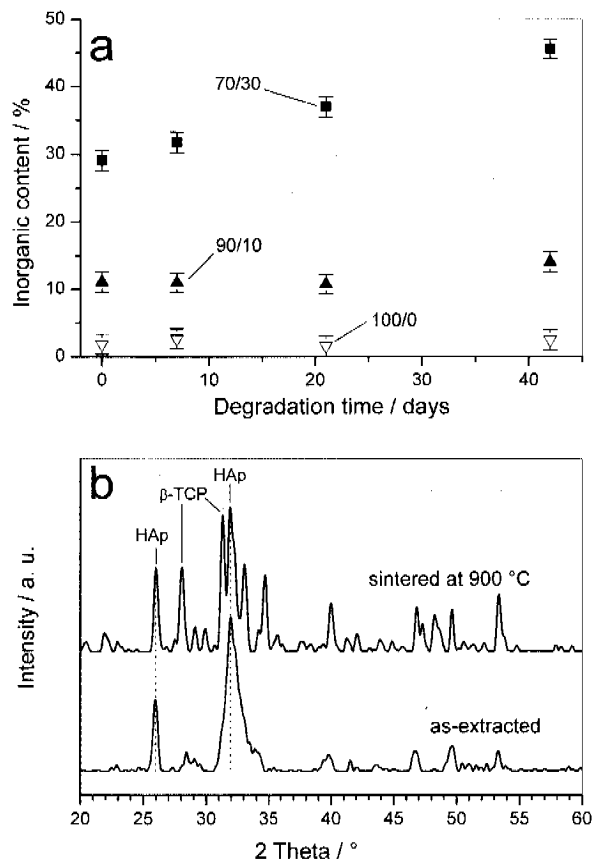 a
50
40
30
20
10
0
Inorganic content / %
70/30
90/10
100/0
0 10 20 30 40
Degradation time / days
b
HAp
β-TCP
HAp
sintered at 900 °C
as-extracted
Intensity / a. u.
20 25 30 35 40 45 50 55 60
2 Theta / °